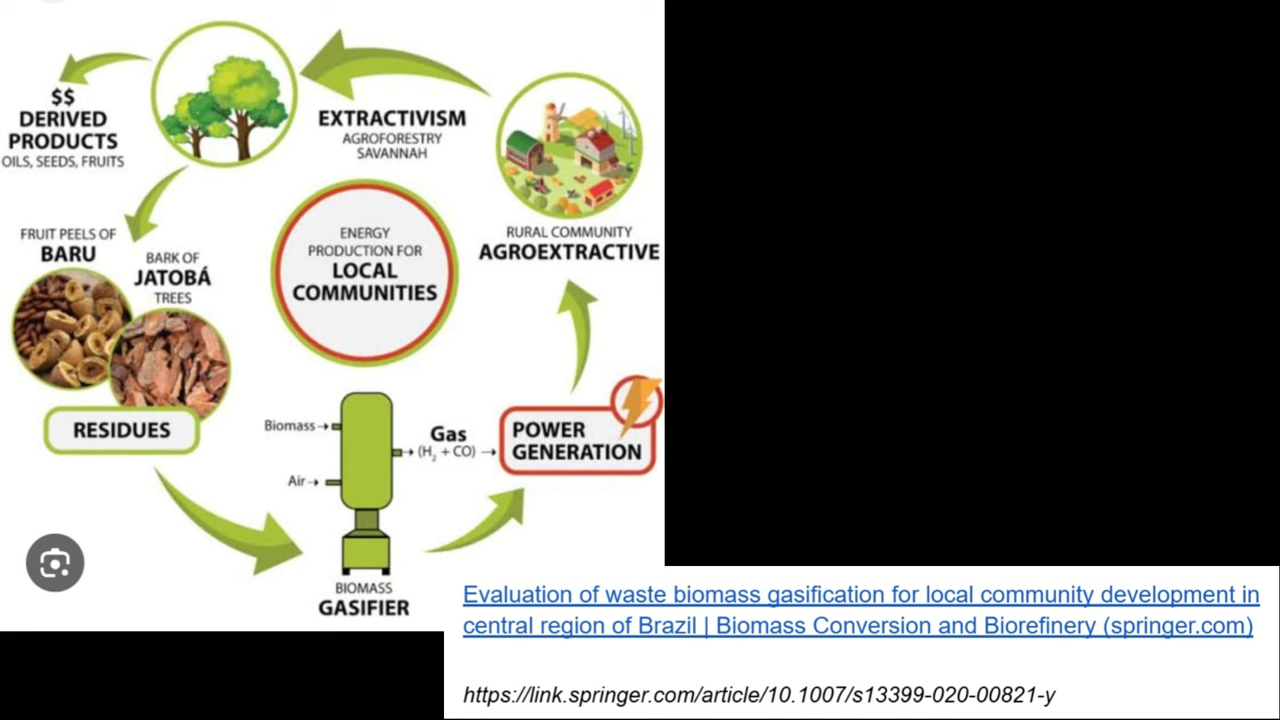 $$
DERIVED
PRODUCTS
OILS, SEEDS, FRUITS
EXTRACTIVISM
AGROFORESTRY
SAVANNAH
RURAL COMMUNITY
AGROEXTRACTIVE
ENERGY
PRODUCTION FOR
LOCAL
COMMUNITIES
FRUIT PEELS OF
BARU
BARK OF
JATOBÁ
TREES
RESIDUES
Biomass
Air
Gas
(H₂ + CO)
POWER
GENERATION
BIOMASS
GASIFIER
Evaluation of waste biomass gasification for local community development in
central region of Brazil | Biomass Conversion and Biorefinery (springer.com)
https://link.springer.com/article/10.1007/s13399-020-00821-y